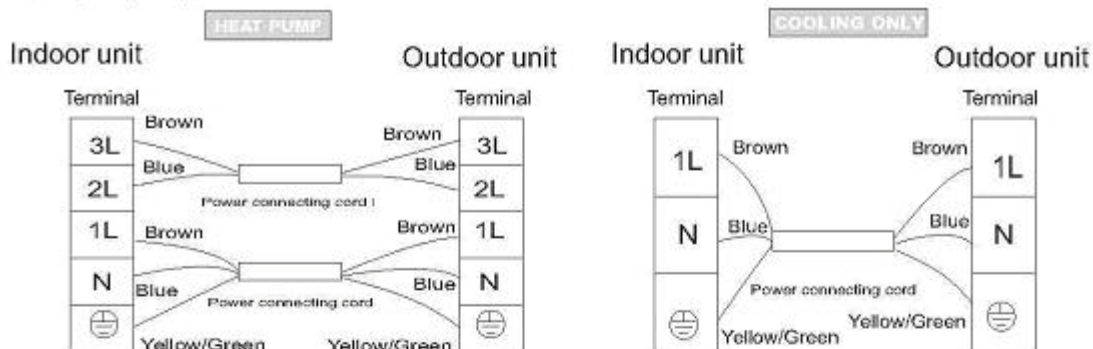 HEAT PUMP
Indoor unit
Outdoor unit
Terminal
Terminal
3L
Brown
Brown
3L
2L
Blue
Blue
2L
Power connecting cord I
1L
Brown
Brown
1L
N
Blue
Blue
N
Power connecting cord
Yellow/Green
Yellow/Green
COOLING ONLY
Indoor unit
Outdoor unit
Terminal
Terminal
1L
Brown
Brown
1L
N
Blue
Blue
N
Power connecting cord
Yellow/Green
Yellow/Green